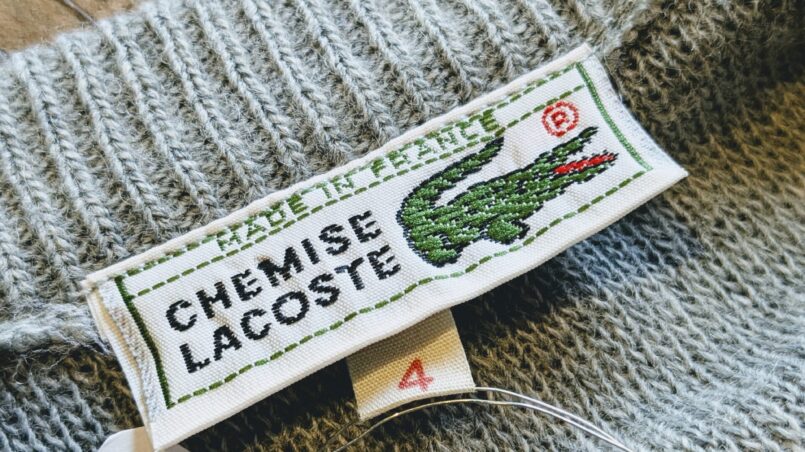 MADE IN FRANCE
CHEMISE
LACOSTE
®
4